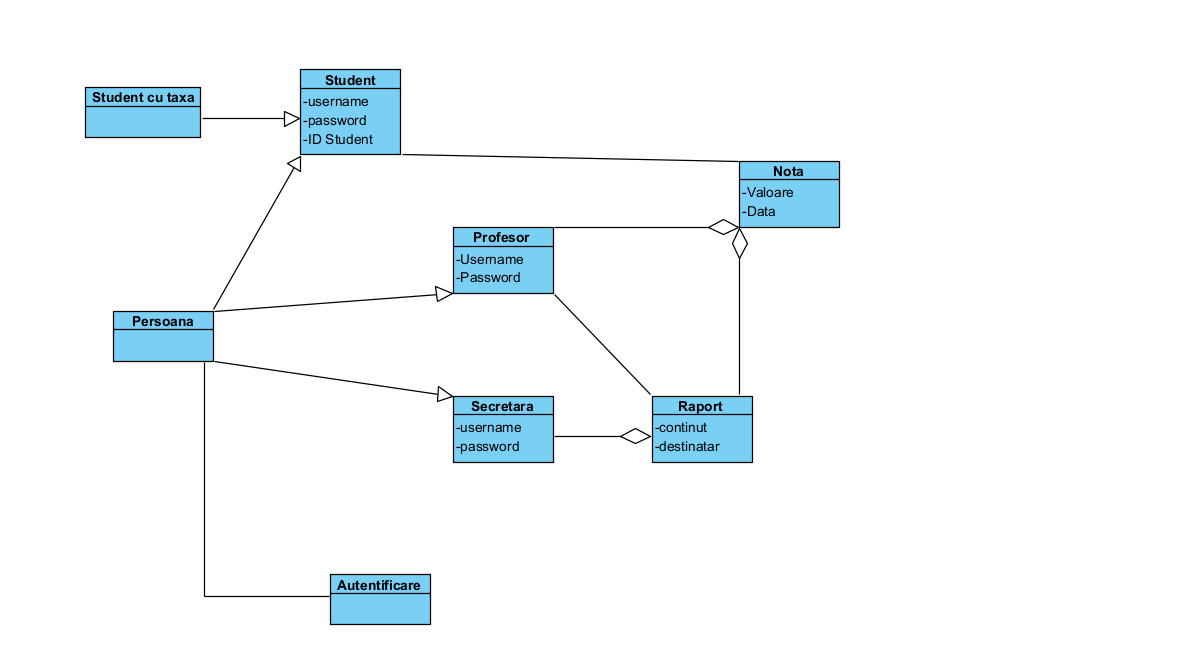 Student cu taxa
Student
-username
-password
-ID Student
Nota
-Valoare
-Data
Profesor
-Username
-Password
Persoana
Secretara
-username
-password
Raport
-continut
-destinatar
Autentificare